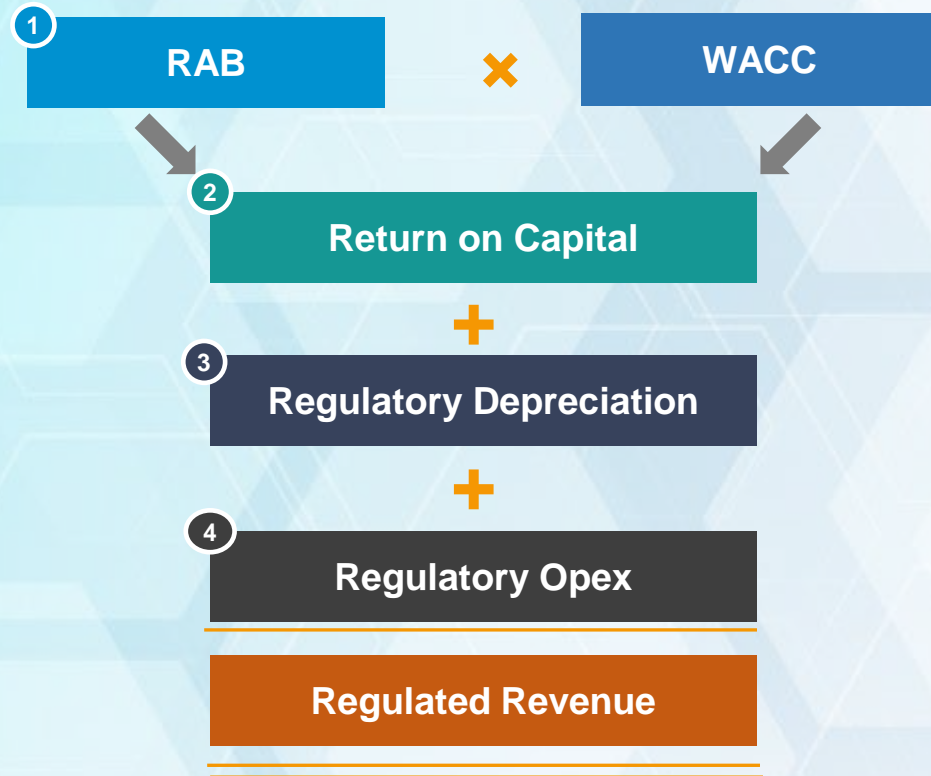 1
RAB
×
WACC
2
Return on Capital
+
3
Regulatory Depreciation
+
4
Regulatory Opex
Regulated Revenue